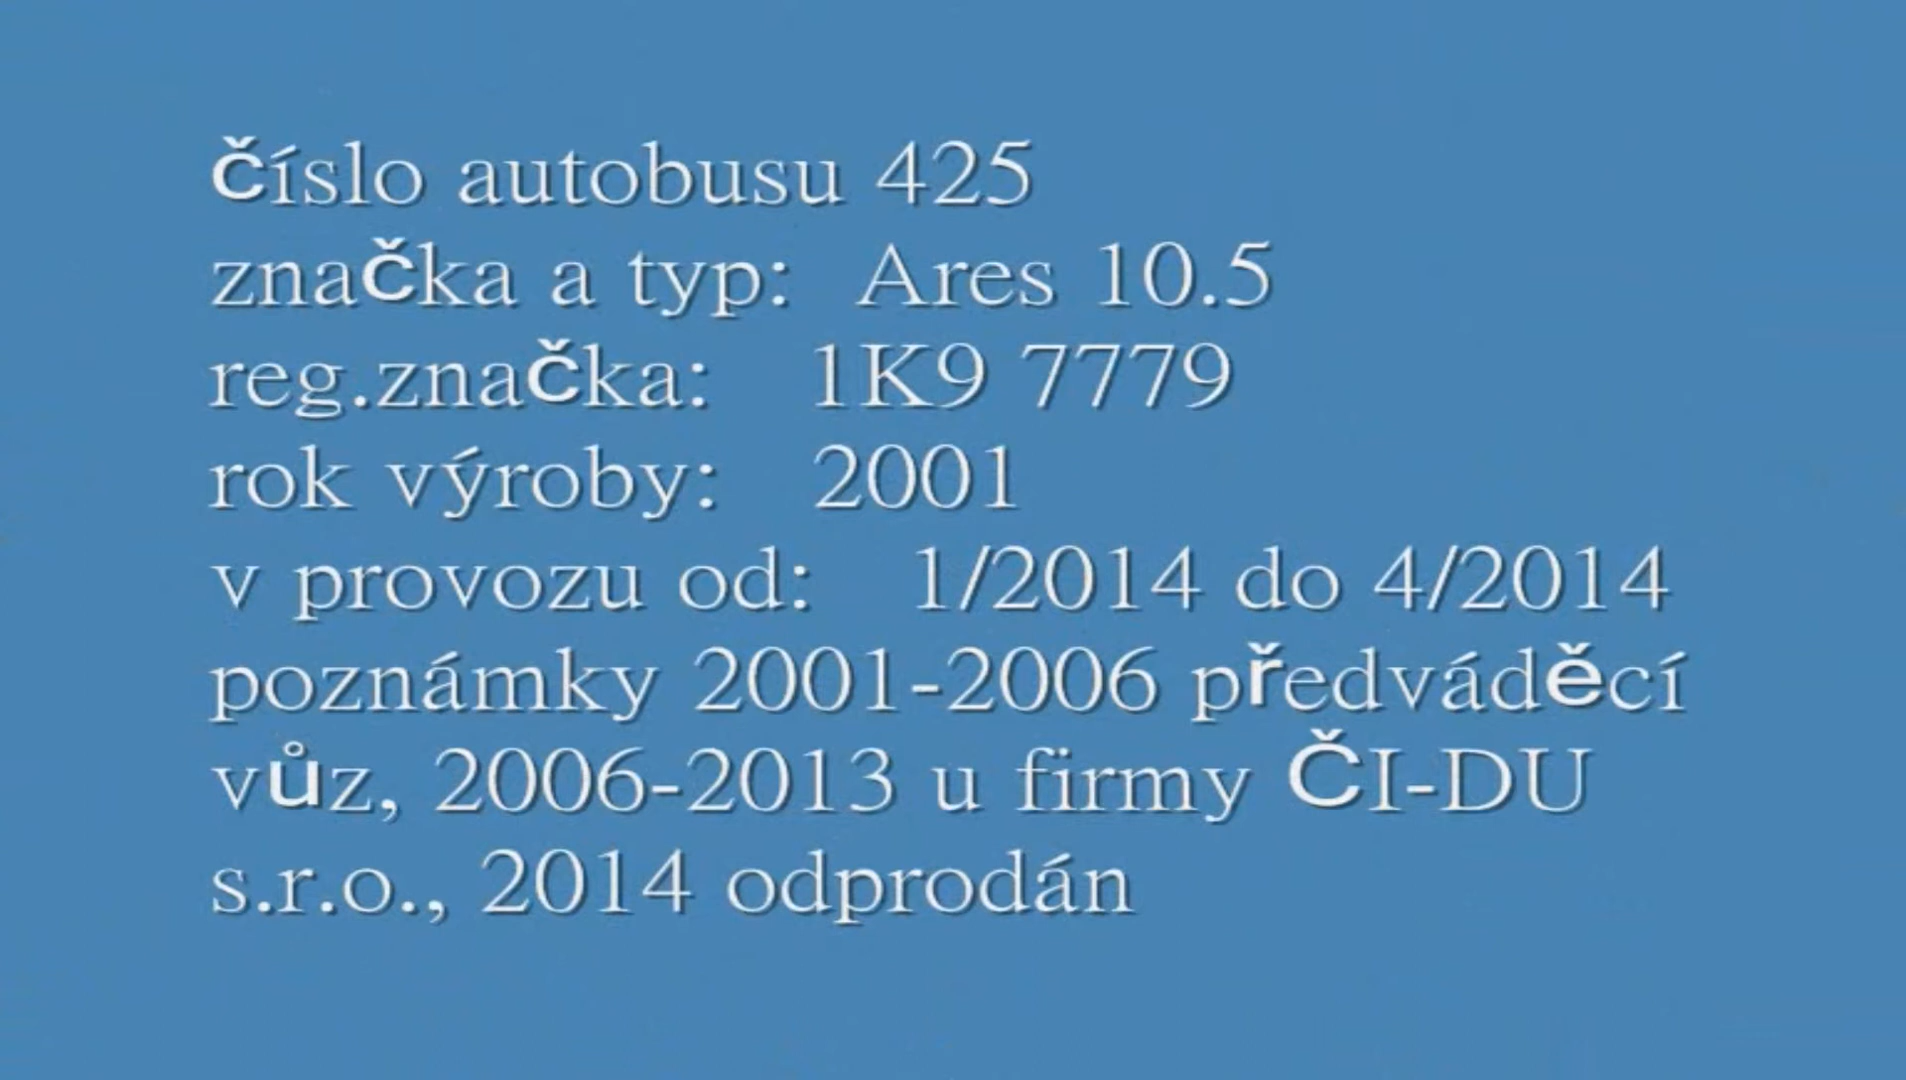 číslo autobusu 425
značka a typ: Ares 10.5
reg.značka: 1K9 7779
rok výroby: 2001
v provozu od: 1/2014 do 4/2014
poznámky 2001-2006 předváděcí
vůz, 2006-2013 u firmy ČI-DU
s.r.o., 2014 odprodán